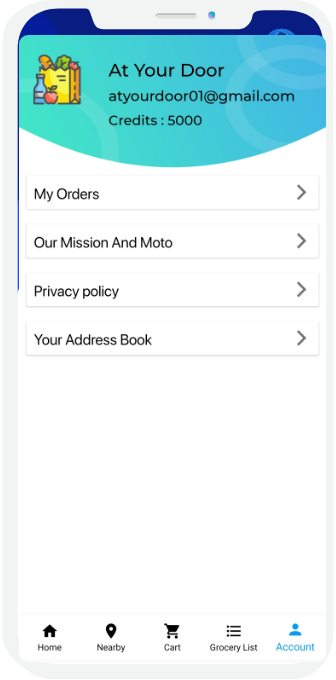 At Your Door
atyourdoor01@gmail.com
Credits : 5000
My Orders
Our Mission And Moto
Privacy policy
Your Address Book
Home Nearby Cart Grocery List Account